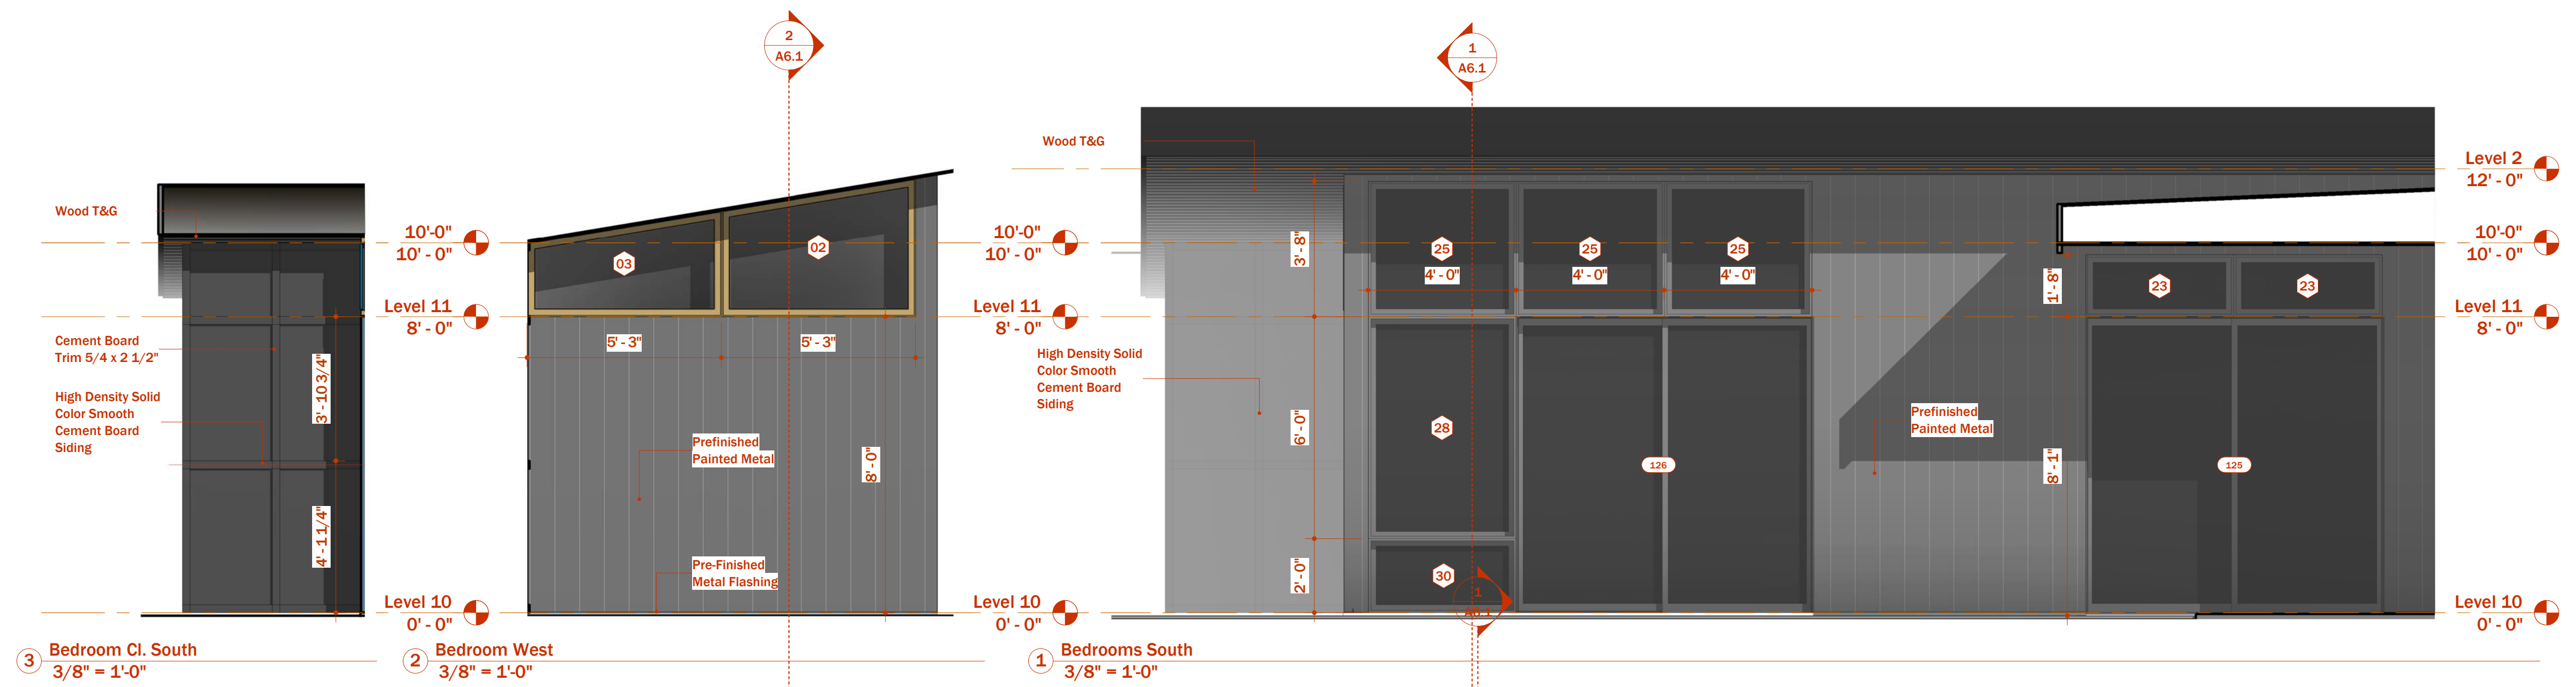 Wood T&G
10'-0"
10' - 0"
Level 11
8' - 0"
Cement Board
Trim 5/4 x 2 1/2"
High Density Solid
Color Smooth
Cement Board
Siding
3' - 10 3/4"
4' - 1 1/4"
Level 10
0' - 0"
3
Bedroom Cl. South
3/8" = 1'-0"
2
A6.1
03
02
5' - 3"
5' - 3"
Prefinished
Painted Metal
8' - 0"
Pre-Finished
Metal Flashing
10'-0"
10' - 0"
Level 11
8' - 0"
Level 10
0' - 0"
2
Bedroom West
3/8" = 1'-0"
1
A6.1
Wood T&G
High Density Solid
Color Smooth
Cement Board
Siding
3' - 8"
6' - 0"
2' - 0"
25
25
25
4' - 0"
4' - 0"
4' - 0"
28
30
126
1
A6.1
Prefinished
Painted Metal
1' - 8"
8' - 1"
23
23
125
Level 2
12' - 0"
10'-0"
10' - 0"
Level 11
8' - 0"
Level 10
0' - 0"
1
Bedrooms South
3/8" = 1'-0"